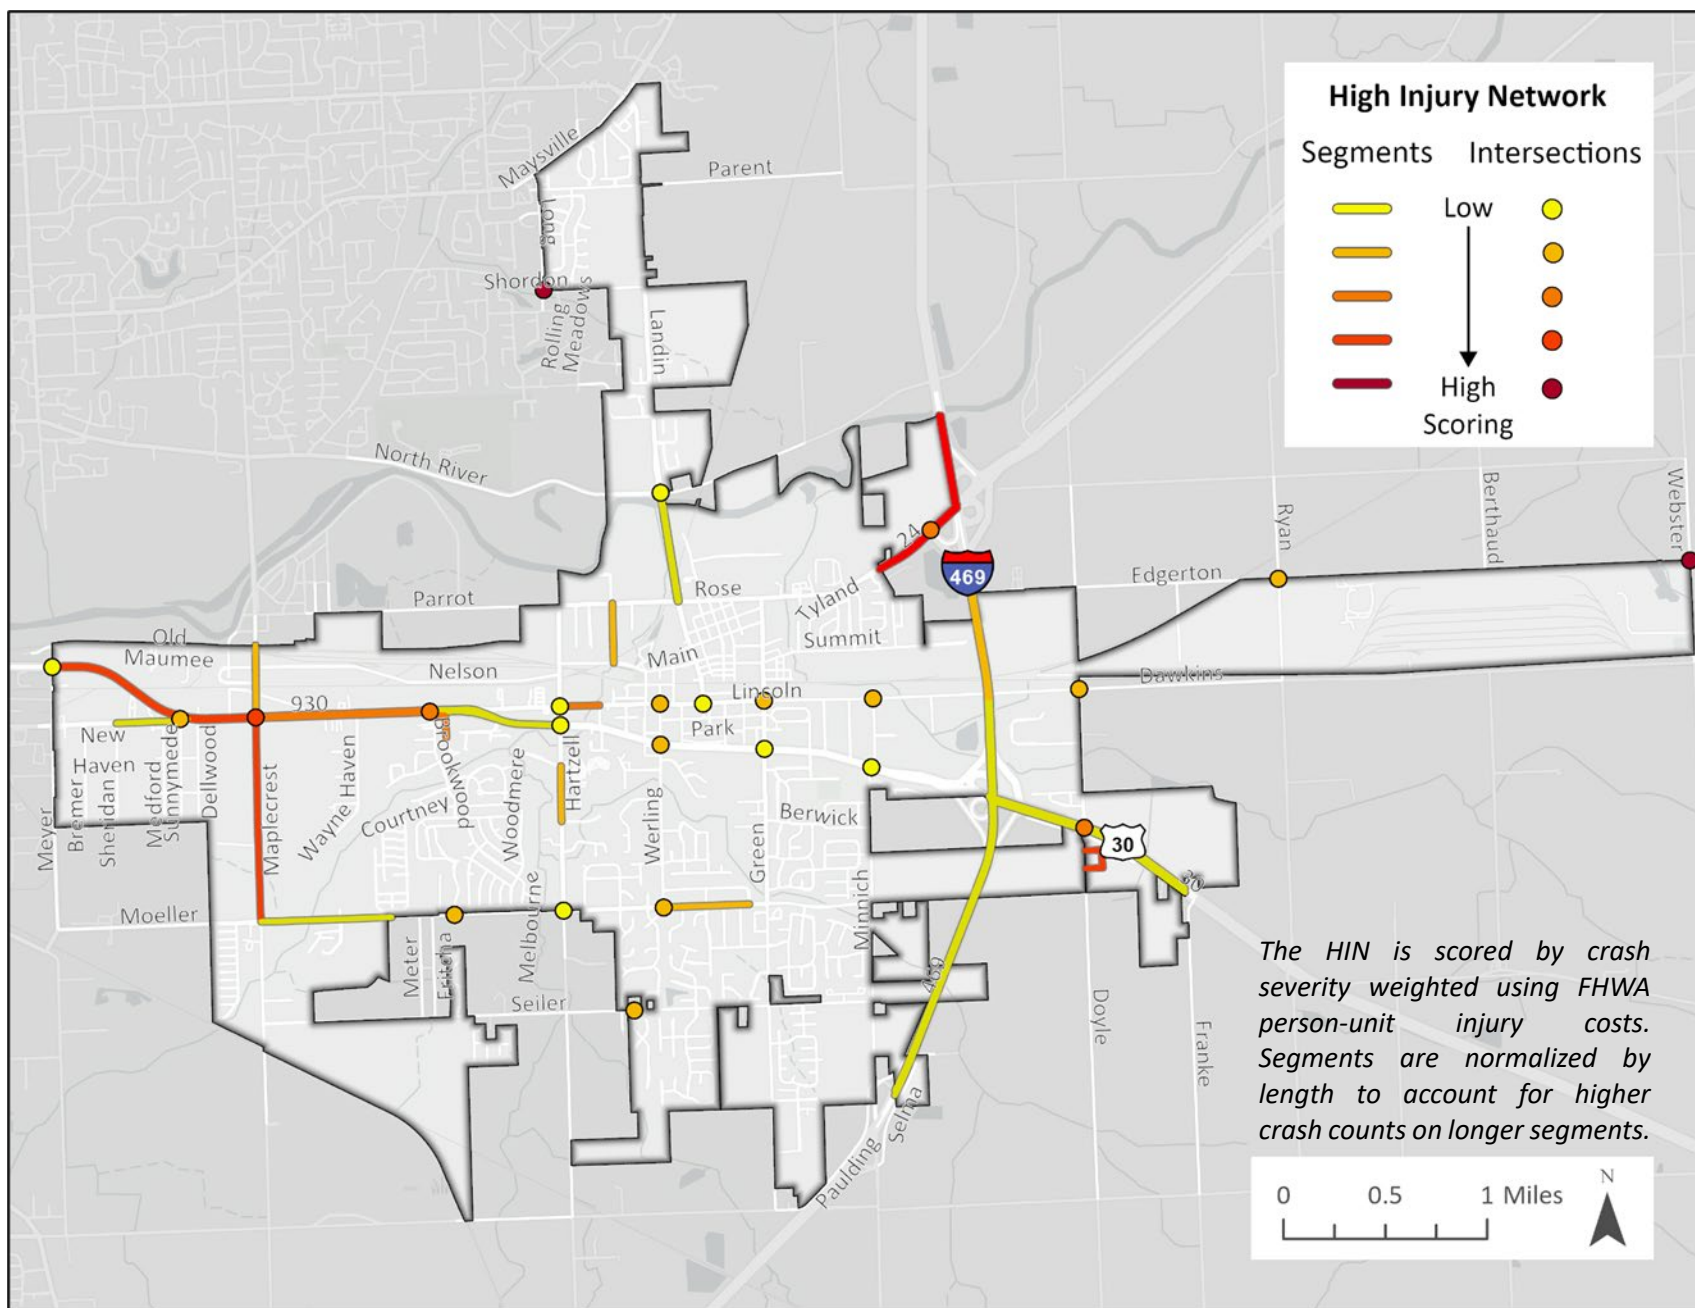 High Injury Network
Segments Intersections
Low
High
Scoring
Maysville
Parent
Long
Shordon
Rolling
Meadows
Landin
North River
24
469
Webster
Berthaud
Ryan
Edgerton
Rose
Parrot
Tyland
Summit
Old
Maumee
Main
Nelson
Dawkins
Lincoln
930
Park
New
Haven
Meyer
Bremer
Sheridan
Medford
Sunnymede
Dellwood
Maplecrest
Wayne Haven
Courtney
Brookwood
Woodmere
Hartzell
Werling
Green
Berwick
Minnich
30
30
Moeller
Meter
Fritcha
Melbourne
Seiler
469
Doyle
Franke
Selma
Paulding
The HIN is scored by crash
severity weighted using FHWA
person-unit injury costs.
Segments are normalized by
length to account for higher
crash counts on longer segments.
0 0.5 1 Miles
N